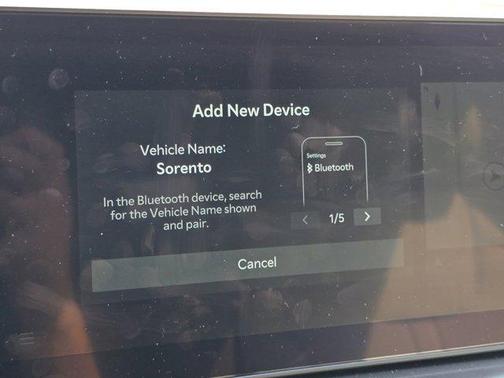 Add New Device
Vehicle Name:
Sorento
In the Bluetooth device, search
for the Vehicle Name shown
and pair.
Settings
Bluetooth
1/5
Cancel